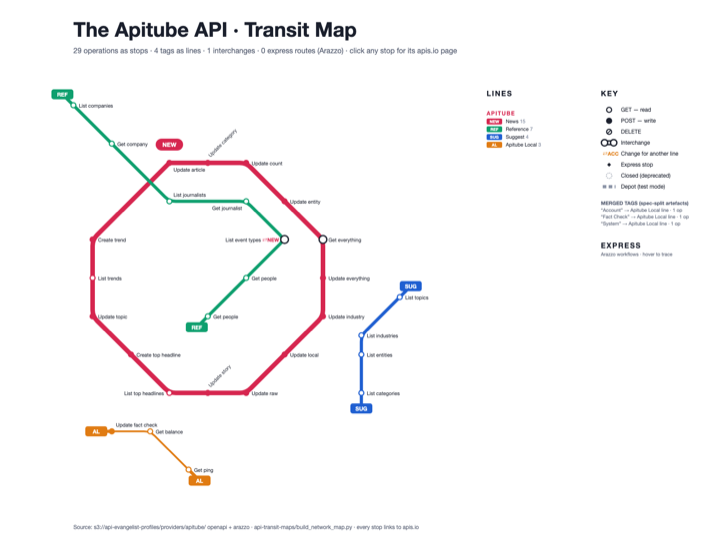 The Apitube API · Transit Map
29 operations as stops · 4 tags as lines · 1 interchanges · 0 express routes (Arazzo) · click any stop for its apis.io page
REF
List companies
Get company
NEW
Update category
Update article
Update count
List journalists
Get journalist
Update entity
Create trend
List event types ⇄NEW
Get everything
List trends
Get people
Update everything
SUG
List topics
Update topic
Get people
Update industry
REF
List industries
Create top headline
Update local
List entities
Update story
List top headlines
Update raw
List categories
SUG
Update fact check
AL
Get balance
Get ping
AL
LINES
APITUBE
NEW News 15
REF Reference 7
SUG Suggest 4
AL Apitube Local 3
KEY
GET — read
POST — write
DELETE
Interchange
⇄ACC Change for another line
Express stop
Closed (deprecated)
Depot (test mode)
MERGED TAGS (spec-split artefacts)
"Account" → Apitube Local line · 1 op
"Fact Check" → Apitube Local line · 1 op
"System" → Apitube Local line · 1 op
EXPRESS
Arazzo workflows · hover to trace
Source: s3://api-evangelist-profiles/providers/apitube/ openapi + arazzo · api-transit-maps/build_network_map.py · every stop links to apis.io